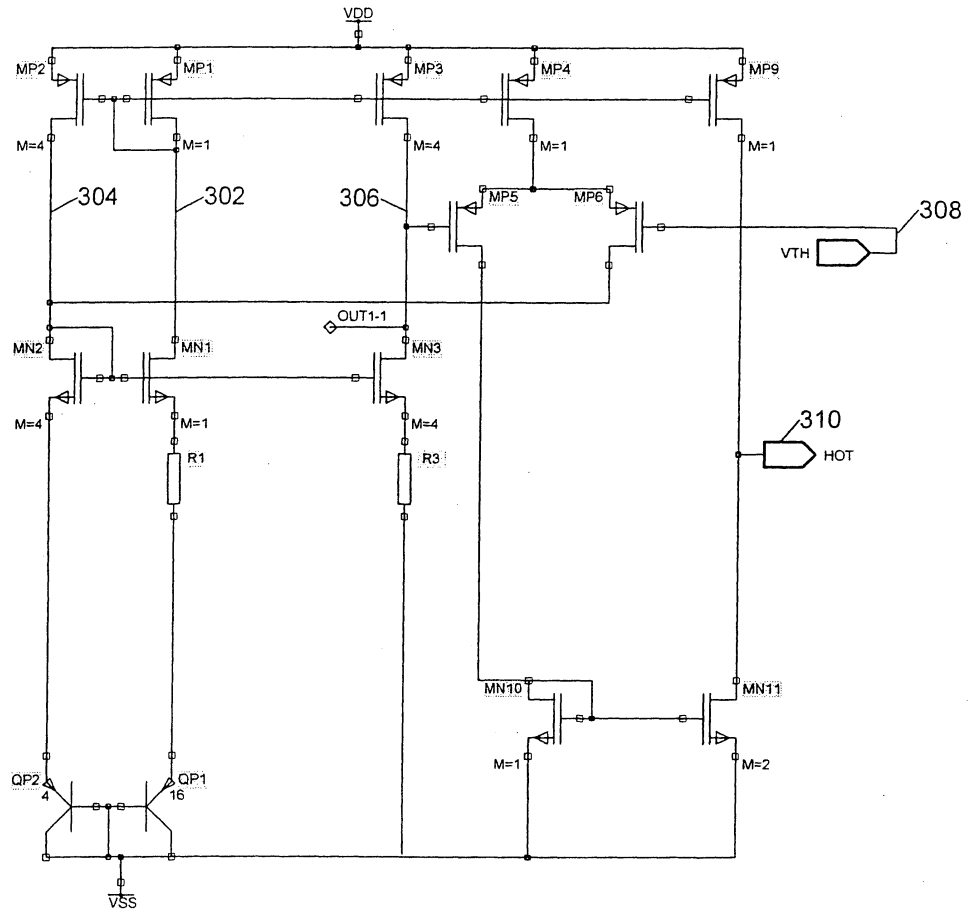 VDD
MP2 MP1 MP3 MP4 MP9
M=4 M=1 M=4 M=1 M=1
304 302 306 MP5 MP6 308
VTH
OUT1-1
MN2 MN1 MN3
M=4 M=1 M=4
310
R1 R3 HOT
MN10 MN11
M=1 M=2
QP2 QP1
4 16
VSS